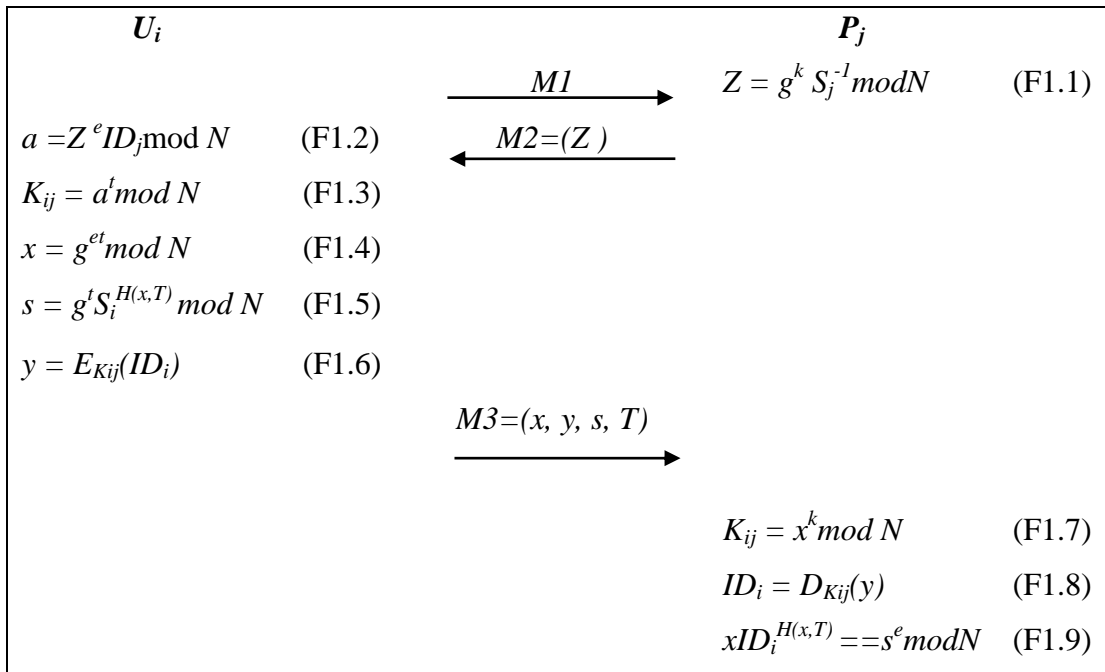 U_i P_j
M1 Z = g^k S_j^-1 modN (F1.1)
a =Z^e ID_j mod N (F1.2) M2=(Z )
K_ij = a^t mod N (F1.3)
x = g^et mod N (F1.4)
s = g^t S_i^H(x,T) mod N (F1.5)
y = E_Kij(ID_i) (F1.6)
M3=(x, y, s, T)
K_ij = x^k mod N (F1.7)
ID_i = D_Kij(y) (F1.8)
xID_i^H(x,T) ==s^e modN (F1.9)